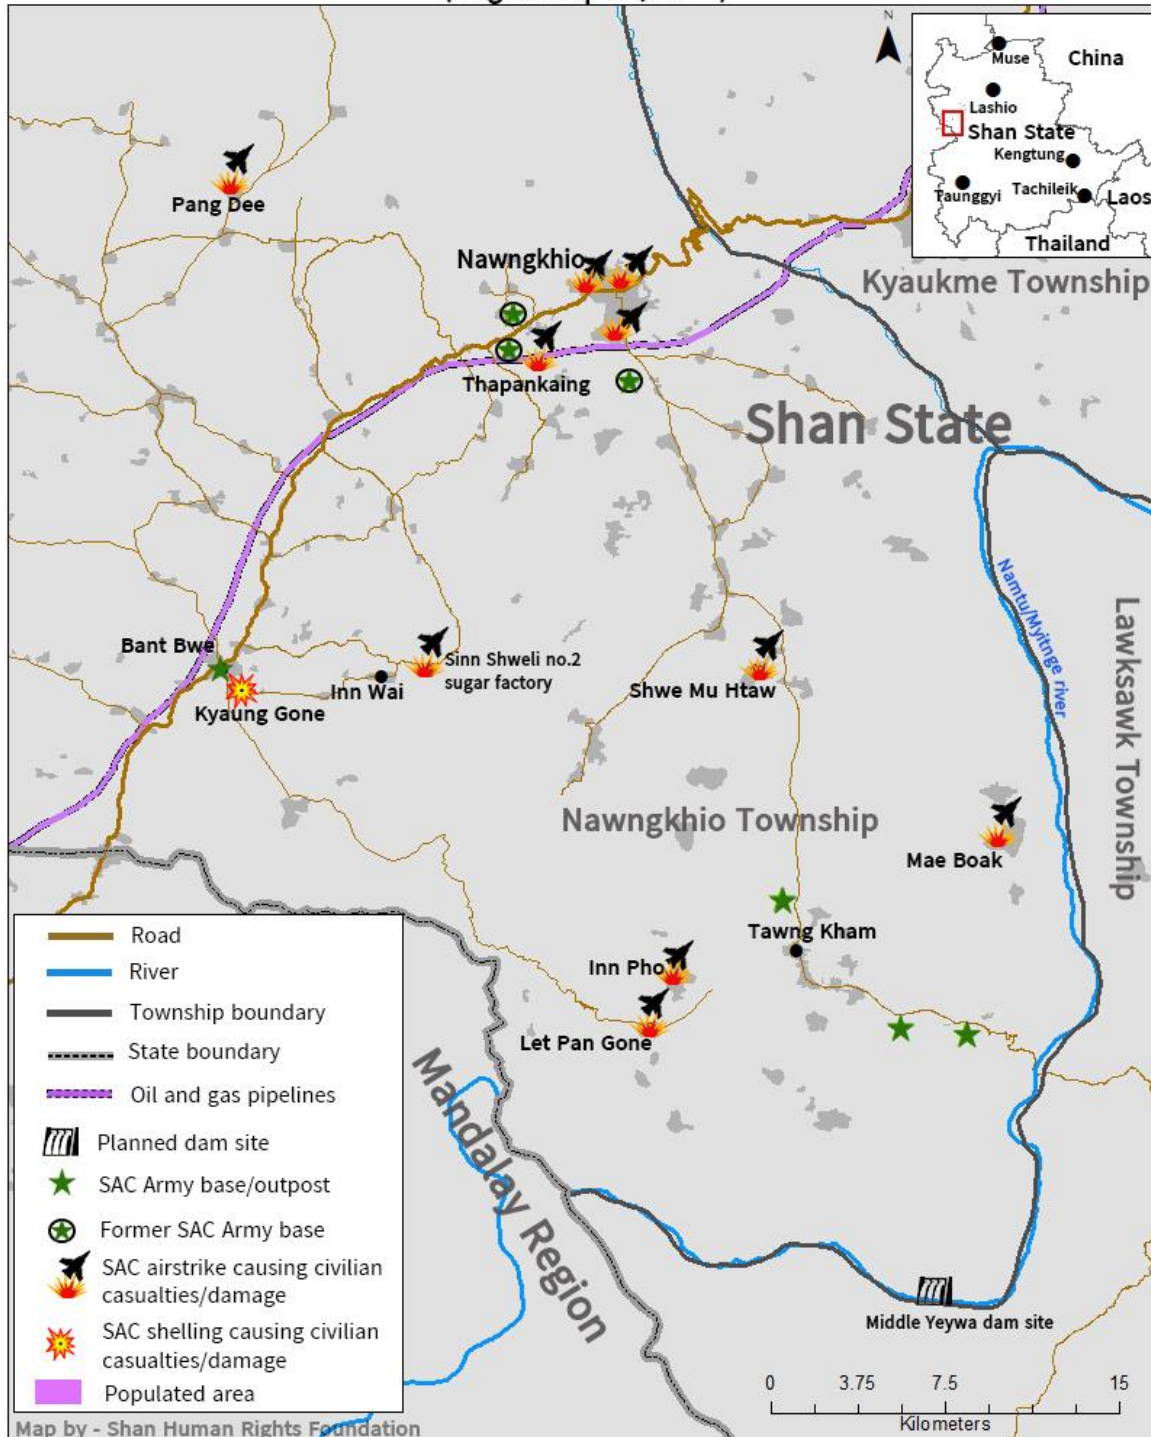 N
Muse
China
Lashio
Shan State
Kengtung
Taunggyi
Tachileik
Laos
Thailand
Pang Dee
Nawngkhio
Kyaukme Township
Thapankaing
Shan State
Namtu/Myitnge river
Lawksawk Township
Bant Bwe
Sinn Shweli no.2
sugar factory
Inn Wai
Shwe Mu Htaw
Kyaung Gone
Nawngkhio Township
Mae Boak
Tawng Kham
Inn Pho
Let Pan Gone
Mandalay Region
Middle Yeywa dam site
Road
River
Township boundary
State boundary
Oil and gas pipelines
Planned dam site
SAC Army base/outpost
Former SAC Army base
SAC airstrike causing civilian
casualties/damage
SAC shelling causing civilian
casualties/damage
Populated area
0 3.75 7.5 15
Kilometers
Map by - Shan Human Rights Foundation